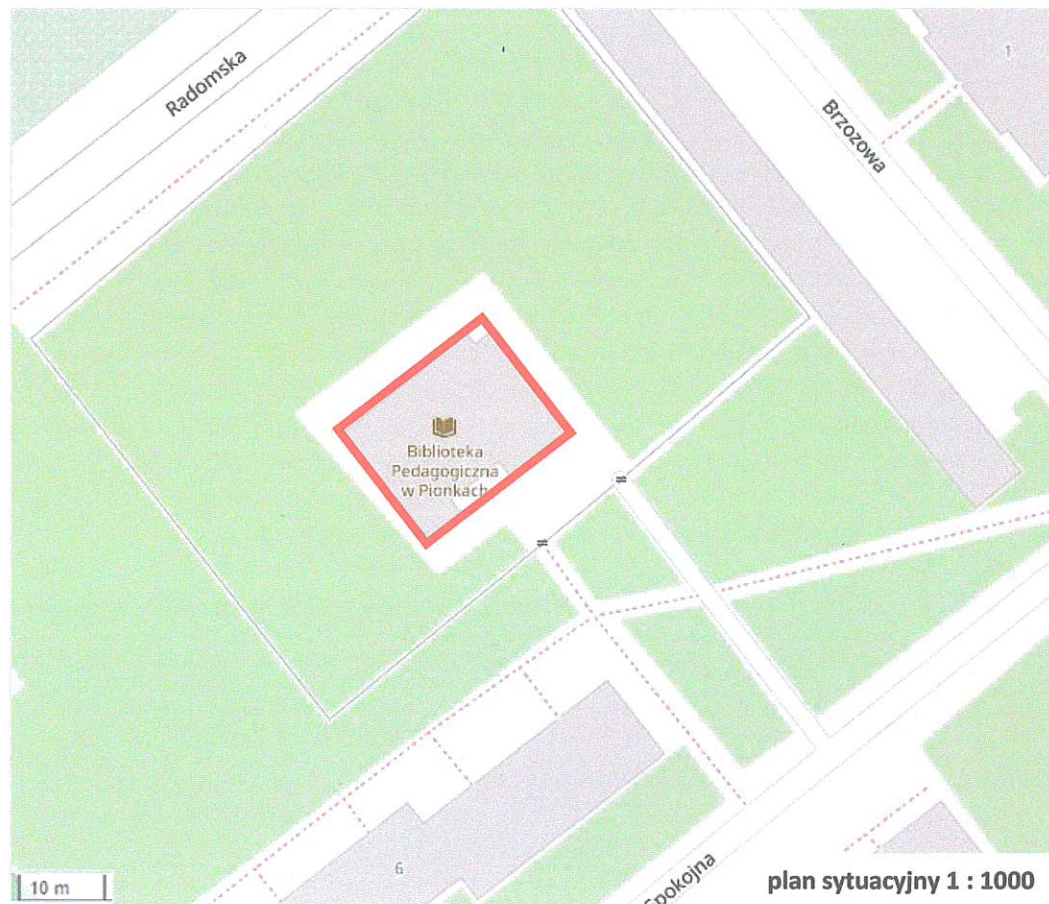 Radomska
1
Brzozowa
Biblioteka
Pedagogiczna
w Pionkach
6
Spokojna
10 m
plan sytuacyjny 1 : 1000